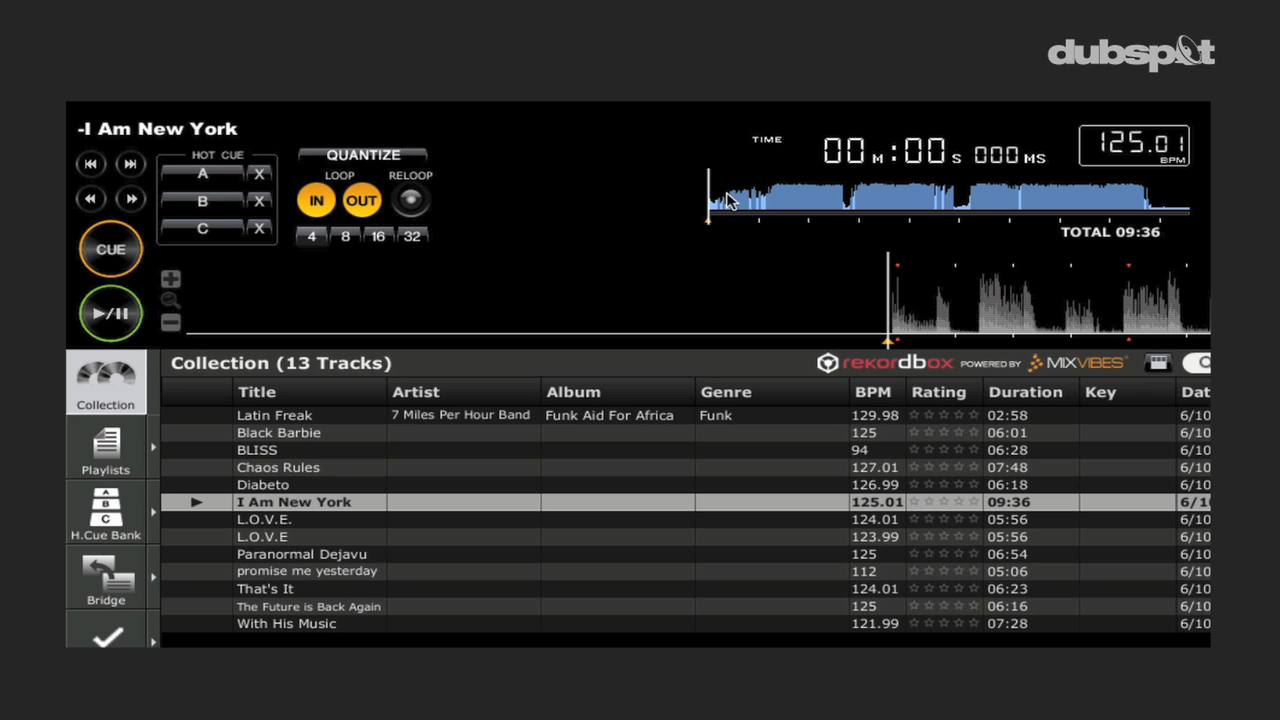 dubspot
-I Am New York
HOT CUE
A X
B X
C X
QUANTIZE
LOOP RELOOP
IN OUT
4 8 16 32
CUE
▶/II
TIME 00 M:00 S 000 MS
125.01 BPM
TOTAL 09:36
Collection (13 Tracks)
rekordbox POWERED BY MIXVIBES
Title Artist Album Genre BPM Rating Duration Key
Latin Freak 7 Miles Per Hour Band Funk Aid For Africa Funk 129.98 02:58 6/10
Black Barbie 125 06:01 6/10
BLISS 94 06:28 6/10
Chaos Rules 127.01 07:48 6/10
Diabeto 126.99 06:18 6/10
I Am New York 125.01 09:36 6/10
L.O.V.E. 124.01 05:56 6/10
L.O.V.E 123.99 05:56 6/10
Paranormal Dejavu 125 06:54 6/10
promise me yesterday 112 05:06 6/10
That's It 124.01 06:23 6/10
The Future is Back Again 125 06:16 6/10
With His Music 121.99 07:28 6/10
Collection
Playlists
A
B
C
H.Cue Bank
Bridge